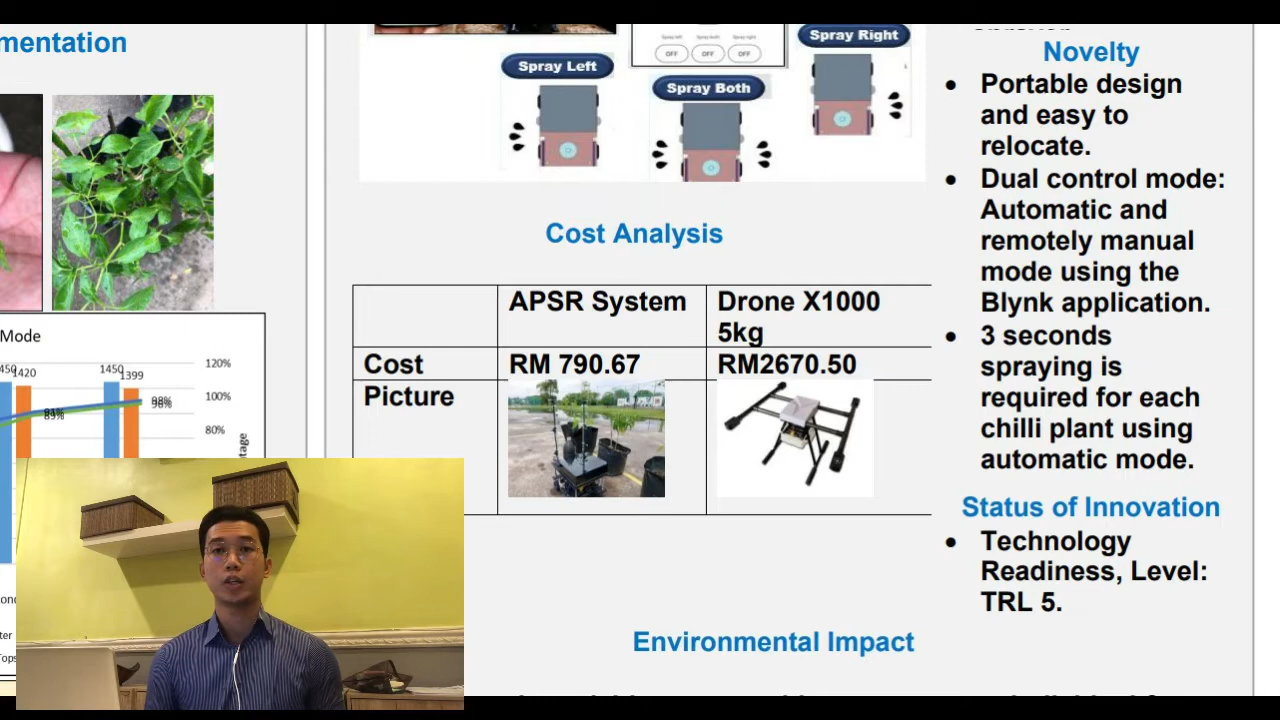 mentation
Mode
450
1420
1450
1399
98%
96%
120%
100%
80%
Spray Left
Spray Both
Spray Right
OFF
OFF
OFF
Cost Analysis
APSR System
Drone X1000
5kg
Cost
RM 790.67
RM2670.50
Picture
Environmental Impact
Novelty
• Portable design
and easy to
relocate.
• Dual control mode:
Automatic and
remotely manual
mode using the
Blynk application.
• 3 seconds
spraying is
required for each
chilli plant using
automatic mode.
Status of Innovation
• Technology
Readiness, Level:
TRL 5.